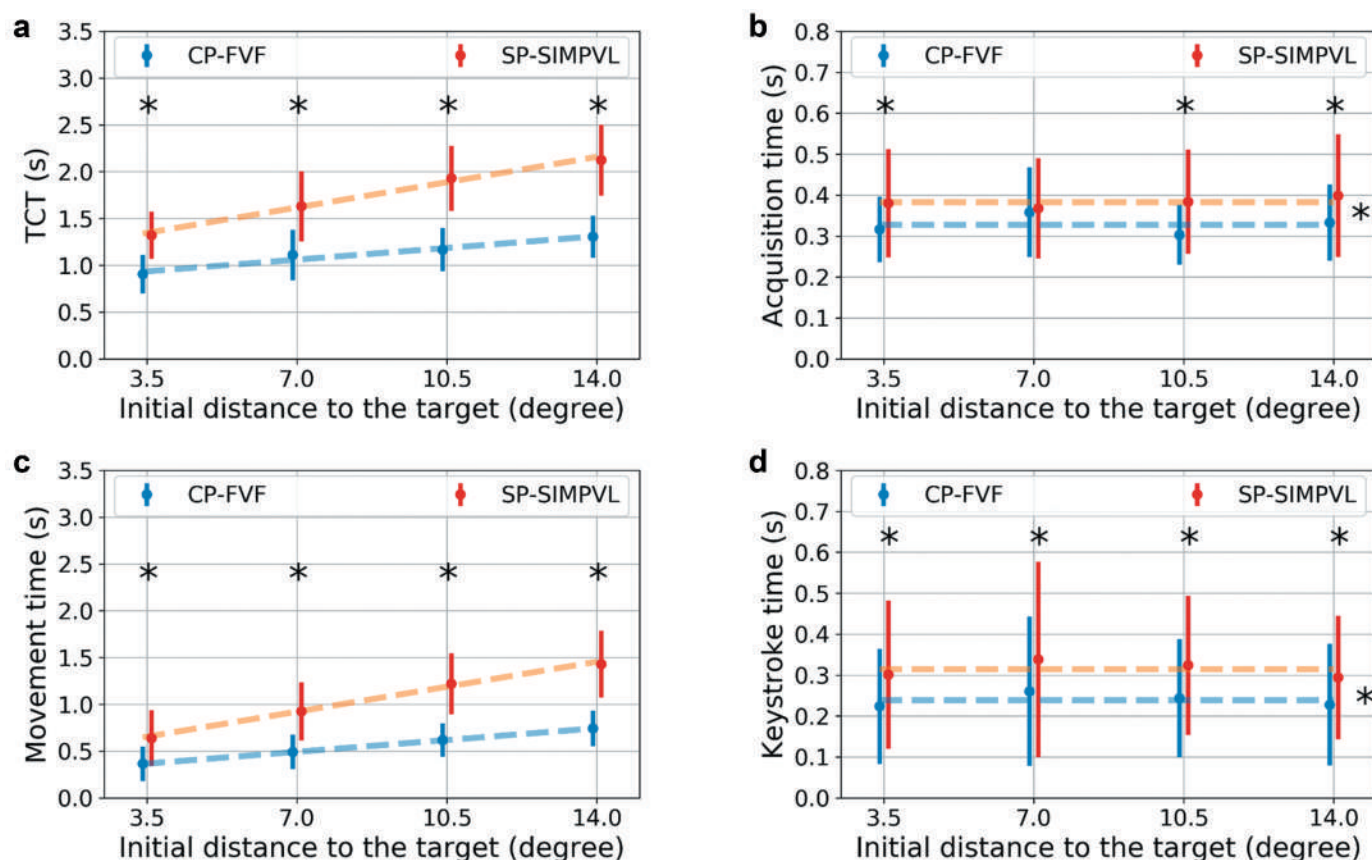 a
3.5
3.0
2.5
2.0
1.5
1.0
0.5
0.0
TCT (s)
CP-FVF SP-SIMPVL
* * * *
3.5 7.0 10.5 14.0
Initial distance to the target (degree)
b
0.8
0.7
0.6
0.5
0.4
0.3
0.2
0.1
0.0
Acquisition time (s)
CP-FVF SP-SIMPVL
* * *
*
3.5 7.0 10.5 14.0
Initial distance to the target (degree)
c
3.5
3.0
2.5
2.0
1.5
1.0
0.5
0.0
Movement time (s)
CP-FVF SP-SIMPVL
* * * *
3.5 7.0 10.5 14.0
Initial distance to the target (degree)
d
0.8
0.7
0.6
0.5
0.4
0.3
0.2
0.1
0.0
Keystroke time (s)
CP-FVF SP-SIMPVL
* * * *
*
3.5 7.0 10.5 14.0
Initial distance to the target (degree)